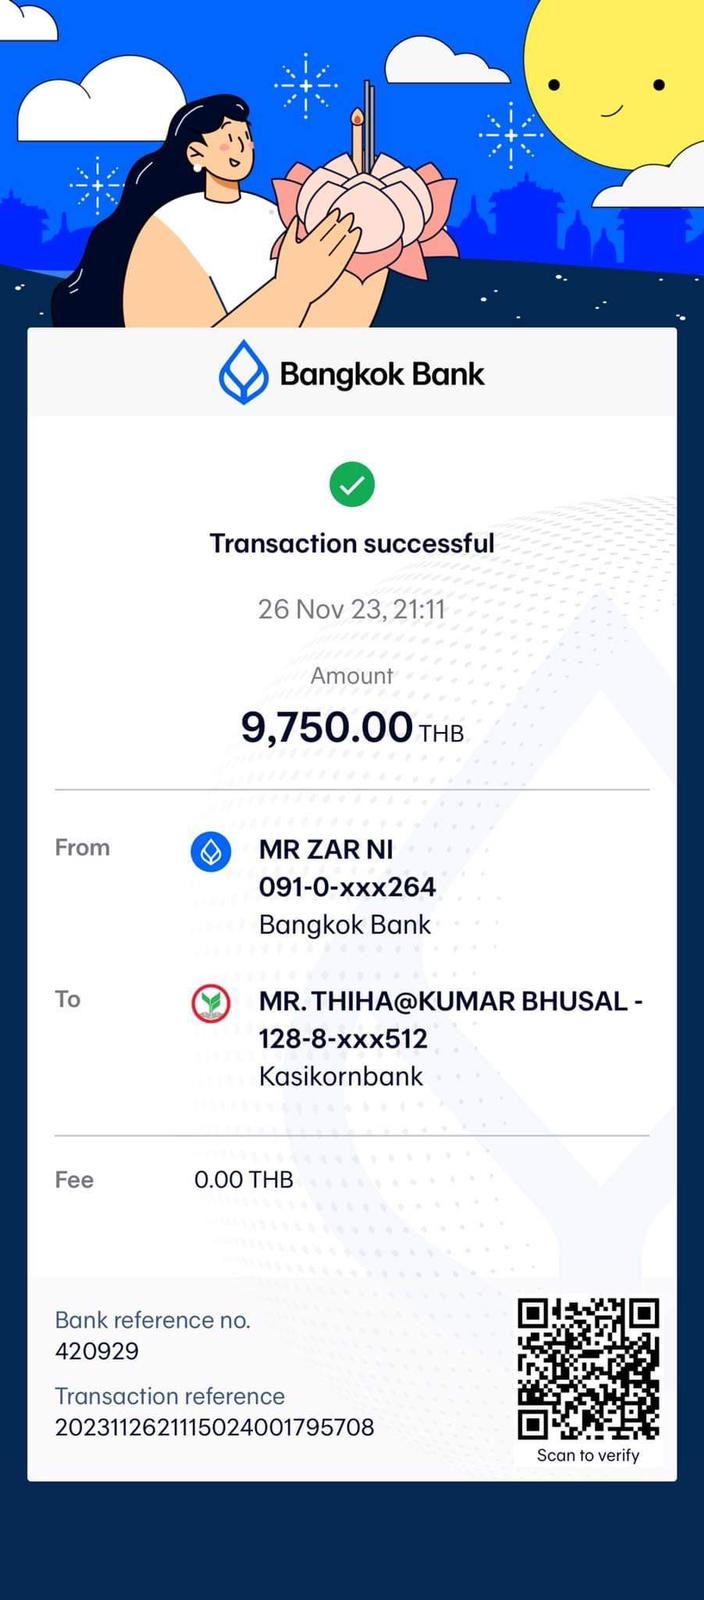 Bangkok Bank
Transaction successful
26 Nov 23, 21:11
Amount
9,750.00 THB
From
MR ZAR NI
091-0-xxx264
Bangkok Bank
To
MR. THIHA@KUMAR BHUSAL -
128-8-xxx512
Kasikornbank
Fee
0.00 THB
Bank reference no.
420929
Transaction reference
2023112621115024001795708
Scan to verify